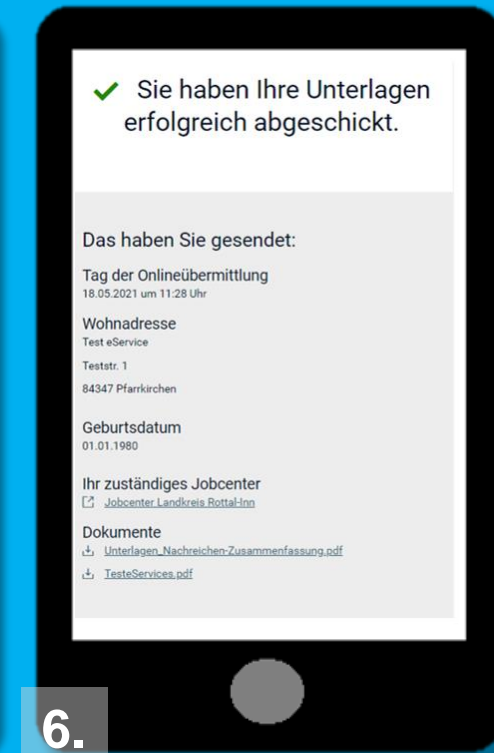 Sie haben Ihre Unterlagen
erfolgreich abgeschickt.
Das haben Sie gesendet:
Tag der Onlineübermittlung
18.05.2021 um 11:28 Uhr
Wohnadresse
Test eService
Teststr. 1
84347 Pfarrkirchen
Geburtsdatum
01.01.1980
Ihr zuständiges Jobcenter
Jobcenter Landkreis Rottal-Inn
Dokumente
Unterlagen_Nachreichen-Zusammenfassung.pdf
TesteServices.pdf
6.